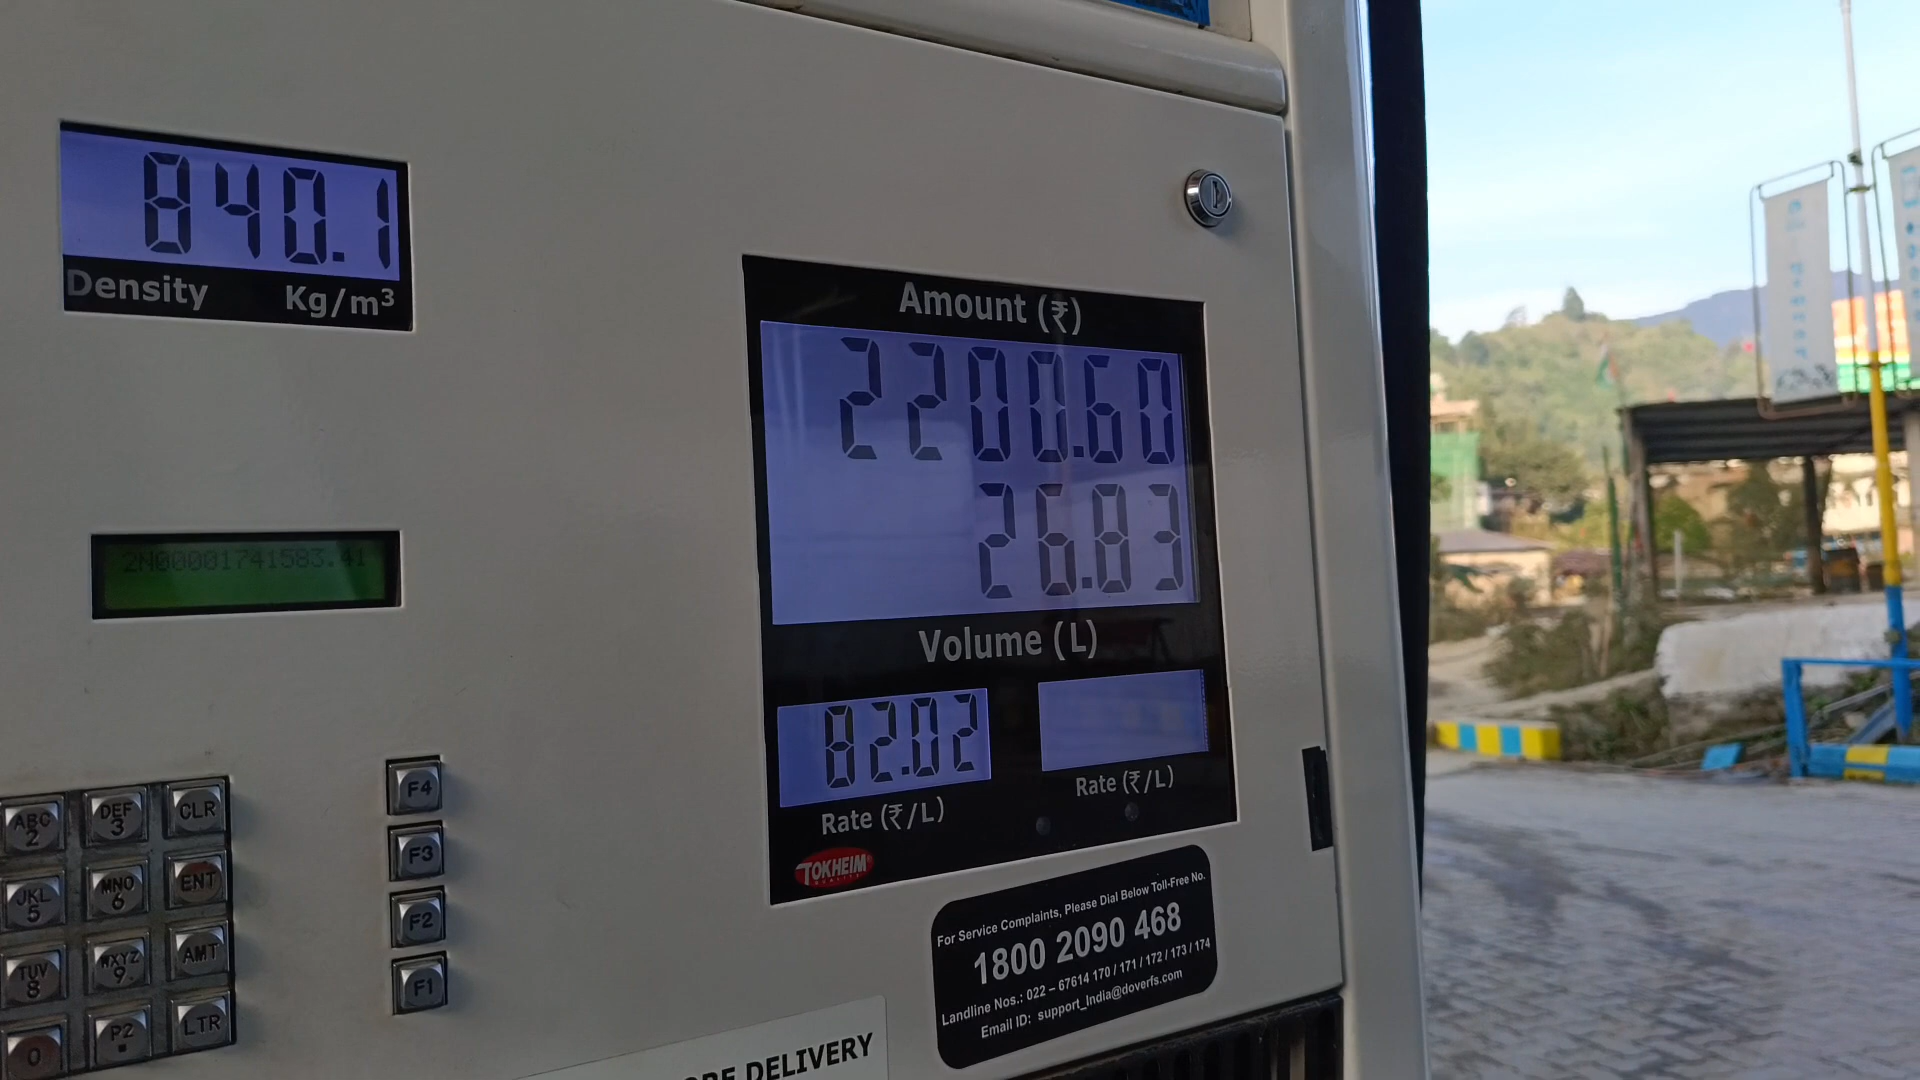 840.1
Density Kg/m³
2N00001741583.41
Amount (₹)
2200.60
26.83
Volume (L)
82.02
Rate (₹/L)
Rate (₹/L)
TOKHEIM
ABC 2
DEF 3
CLR
JKL 5
MNO 6
ENT
TUV 8
WXYZ 9
AMT
0
P2 .
LTR
F4
F3
F2
F1
For Service Complaints, Please Dial Below Toll-Free No.
1800 2090 468
Landline Nos.: 022 – 67614 170 / 171 / 172 / 173 / 174
Email ID: support_India@doverfs.com
DELIVERY